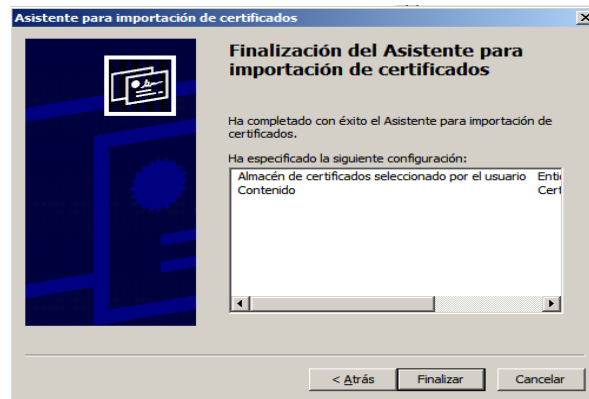 Asistente para importación de certificados
Finalización del Asistente para
importación de certificados
Ha completado con éxito el Asistente para importación de
certificados.
Ha especificado la siguiente configuración:
Almacén de certificados seleccionado por el usuario Enti
Contenido Cert
< Atrás Finalizar Cancelar